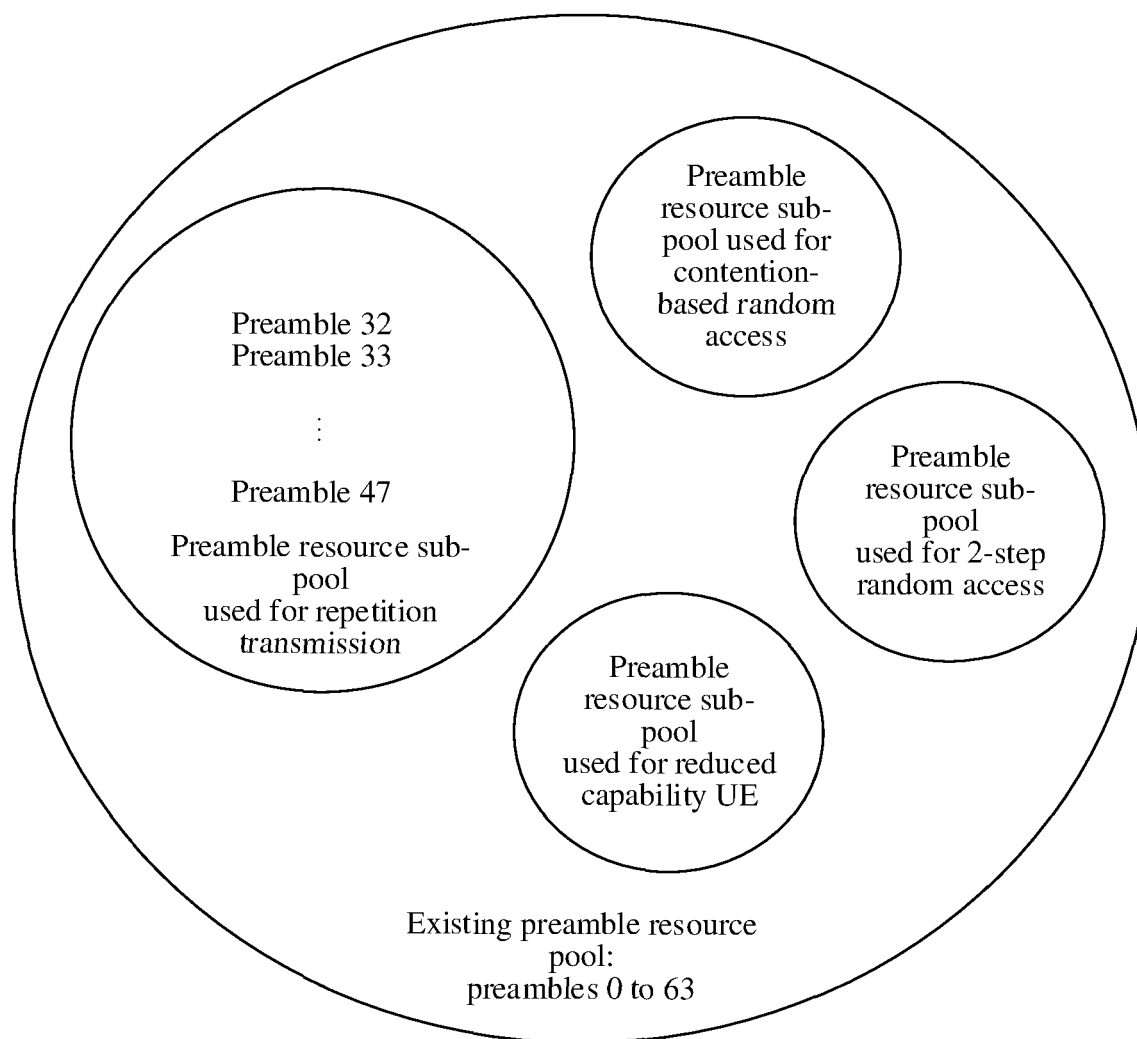 Preamble
resource sub-
pool used for
contention-
based random
access
Preamble 32
Preamble 33
⋮
Preamble 47
Preamble resource sub-
pool
used for repetition
transmission
Preamble
resource sub-
pool
used for 2-step
random access
Preamble
resource sub-
pool
used for reduced
capability UE
Existing preamble resource
pool:
preambles 0 to 63